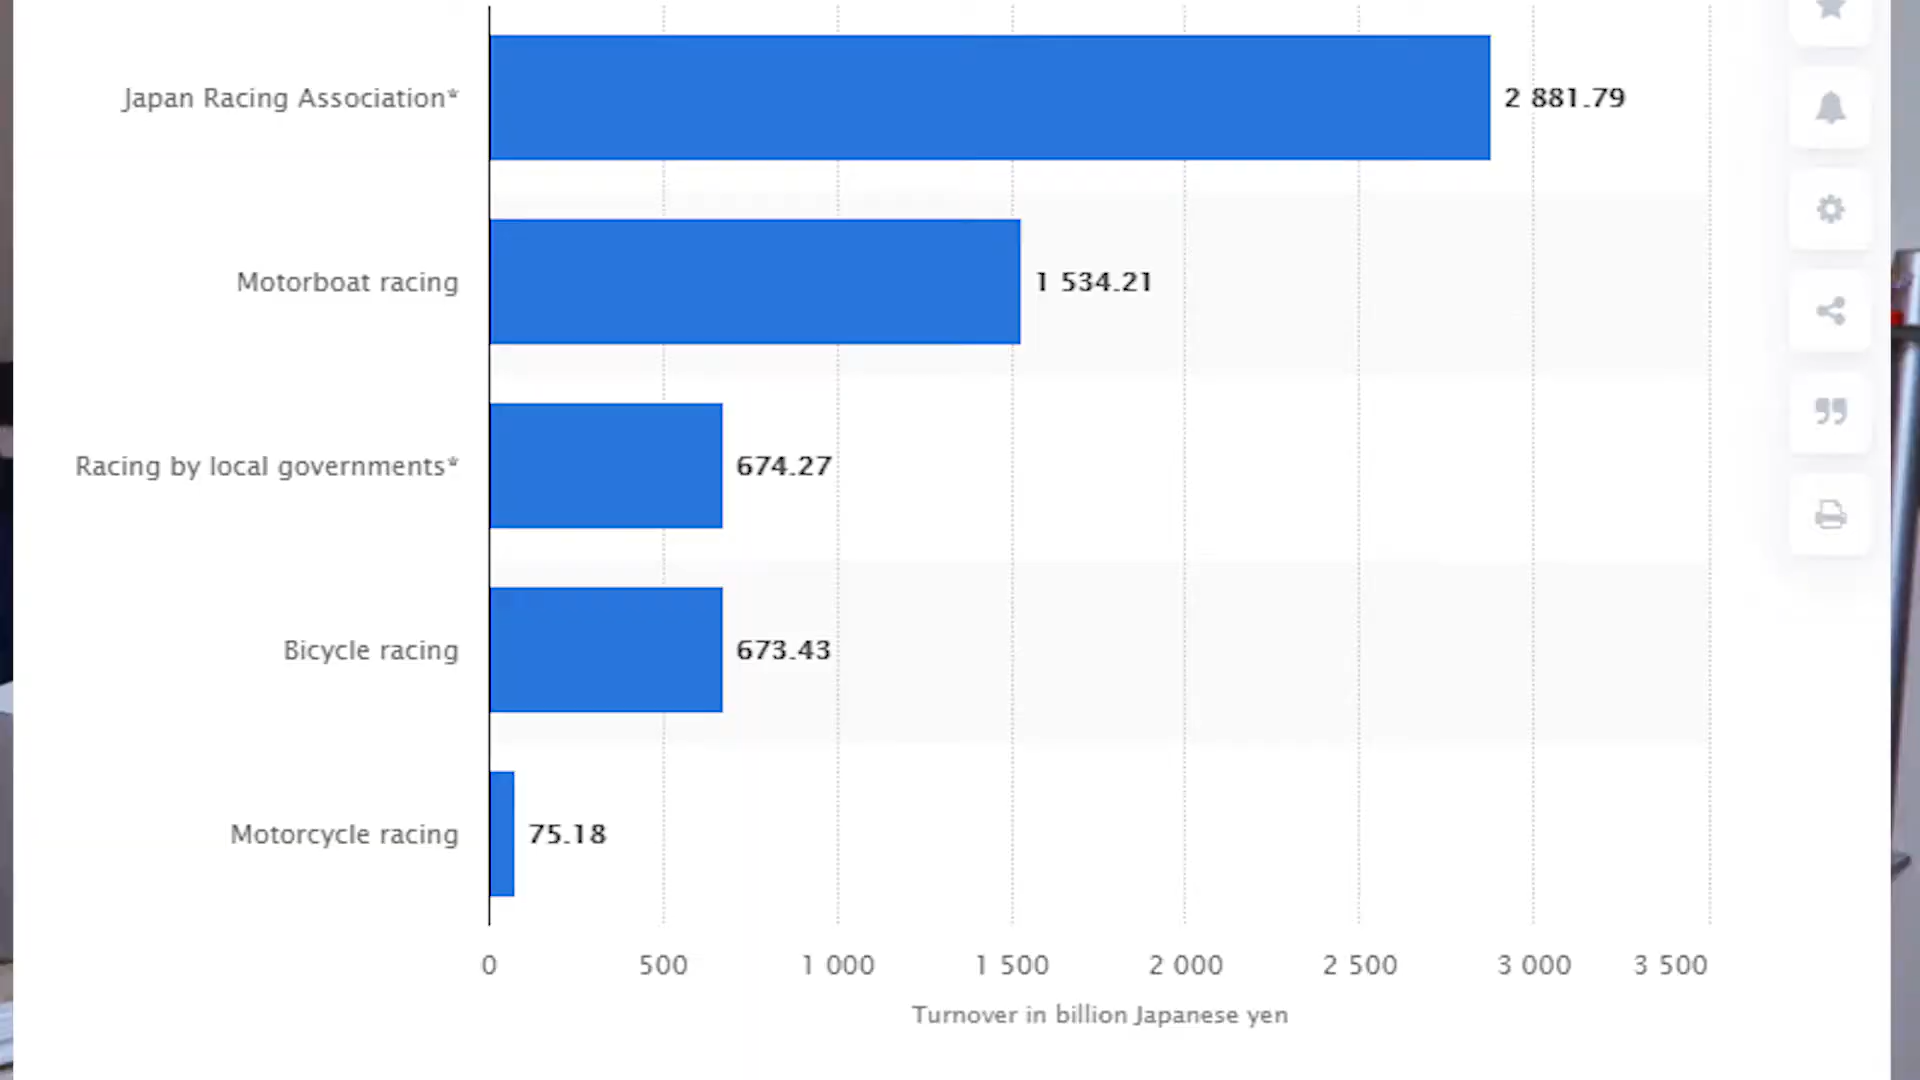 Japan Racing Association*
2 881.79
Motorboat racing
1 534.21
Racing by local governments*
674.27
Bicycle racing
673.43
Motorcycle racing
75.18
0 500 1 000 1 500 2 000 2 500 3 000 3 500
Turnover in billion Japanese yen